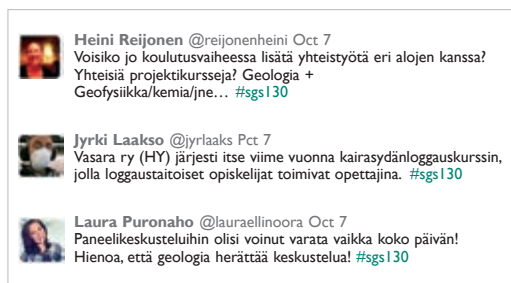 Heini Reijonen @reijonenheini Oct 7
Voisiko jo koulutusvaiheessa lisätä yhteistyötä eri alojen kanssa?
Yhteisiä projektikursseja? Geologia +
Geofysiikka/kemia/jne… #sgs130
Jyrki Laakso @jyrlaaks Pct 7
Vasara ry (HY) järjesti itse viime vuonna kairasydänloggauskurssin,
jolla loggaustaitoiset opiskelijat toimivat opettajina. #sgs130
Laura Puronaho @lauraellinoora Oct 7
Paneelikeskusteluihin olisi voinut varata vaikka koko päivän!
Hienoa, että geologia herättää keskustelua! #sgs130